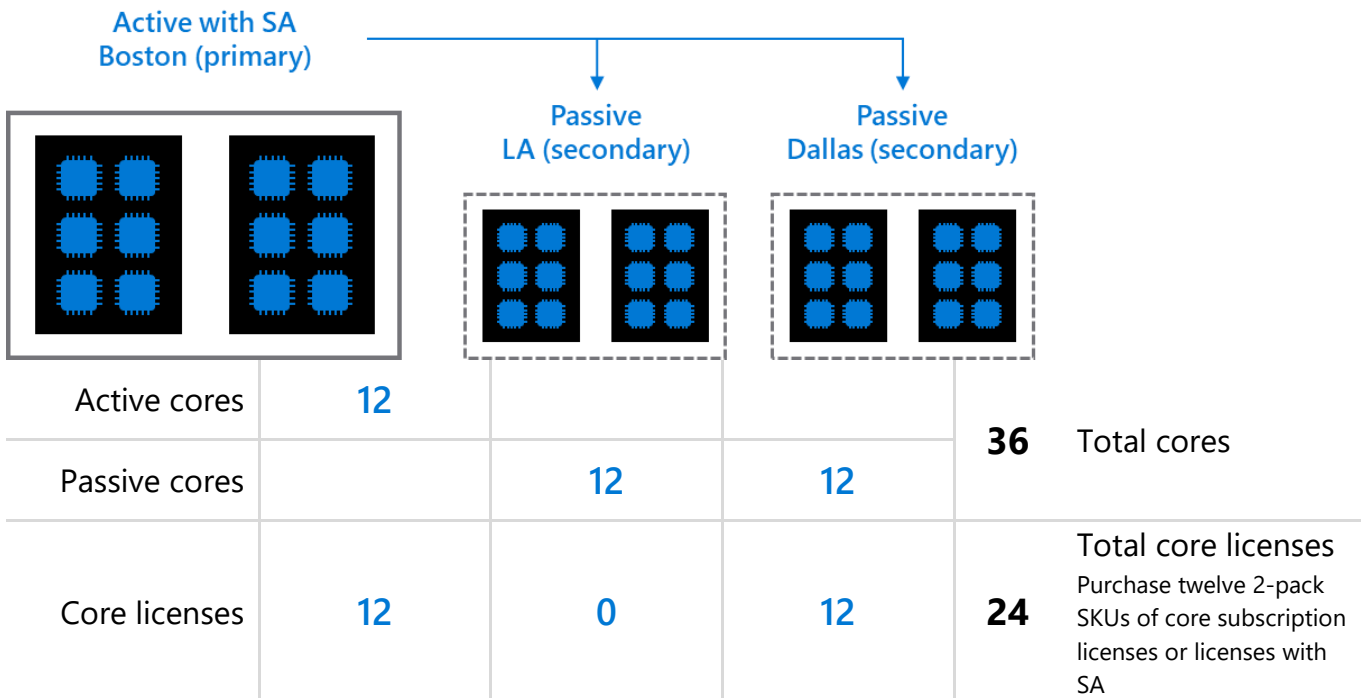 Active with SA
Boston (primary)
Passive
LA (secondary)
Passive
Dallas (secondary)
Active cores
12
36
Total cores
Passive cores
12
12
Core licenses
12
0
12
24
Total core licenses
Purchase twelve 2-pack
SKUs of core subscription
licenses or licenses with
SA